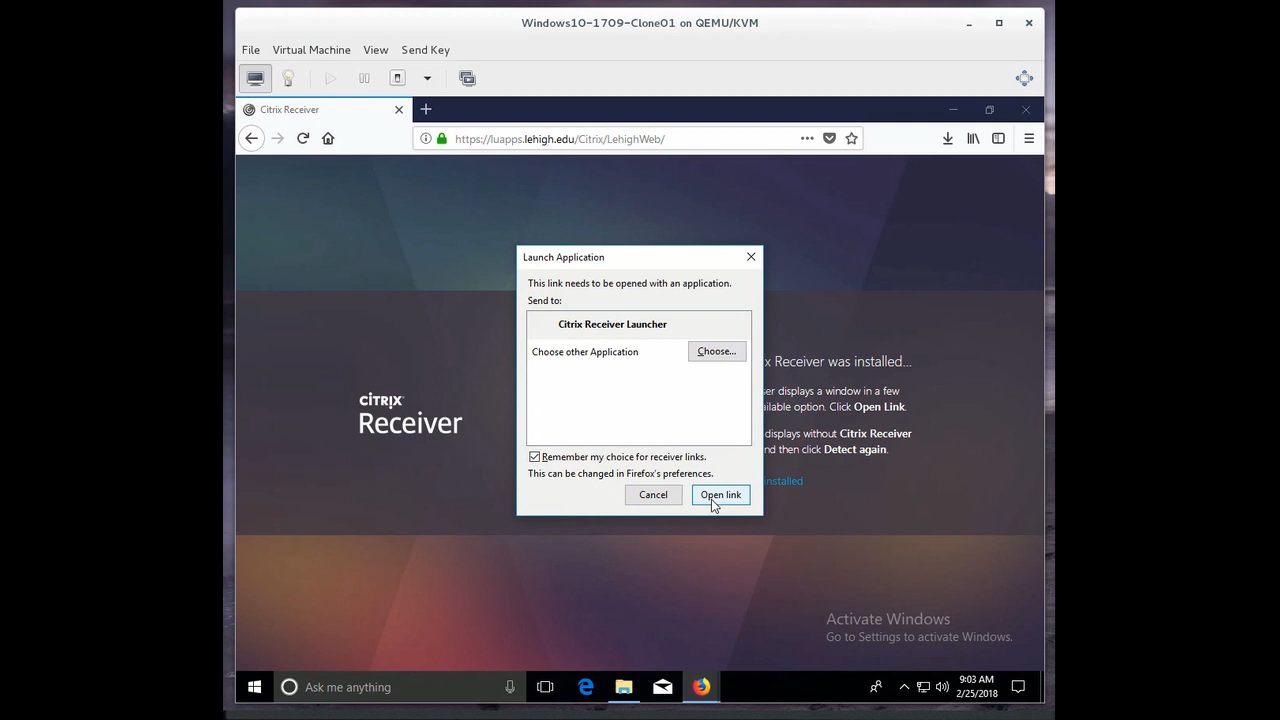 Windows10-1709-Clone01 on QEMU/KVM
File Virtual Machine View Send Key
Citrix Receiver
https://luapps.lehigh.edu/Citrix/LehighWeb/
Launch Application
This link needs to be opened with an application.
Send to:
Citrix Receiver Launcher
Choose other Application Choose...
Remember my choice for receiver links.
This can be changed in Firefox's preferences.
Cancel Open link
CITRIX
Receiver
x Receiver was installed...
ser displays a window in a few
ailable option. Click Open Link.
displays without Citrix Receiver
nd then click Detect again.
installed
Activate Windows
Go to Settings to activate Windows.
Ask me anything
9:03 AM
2/25/2018